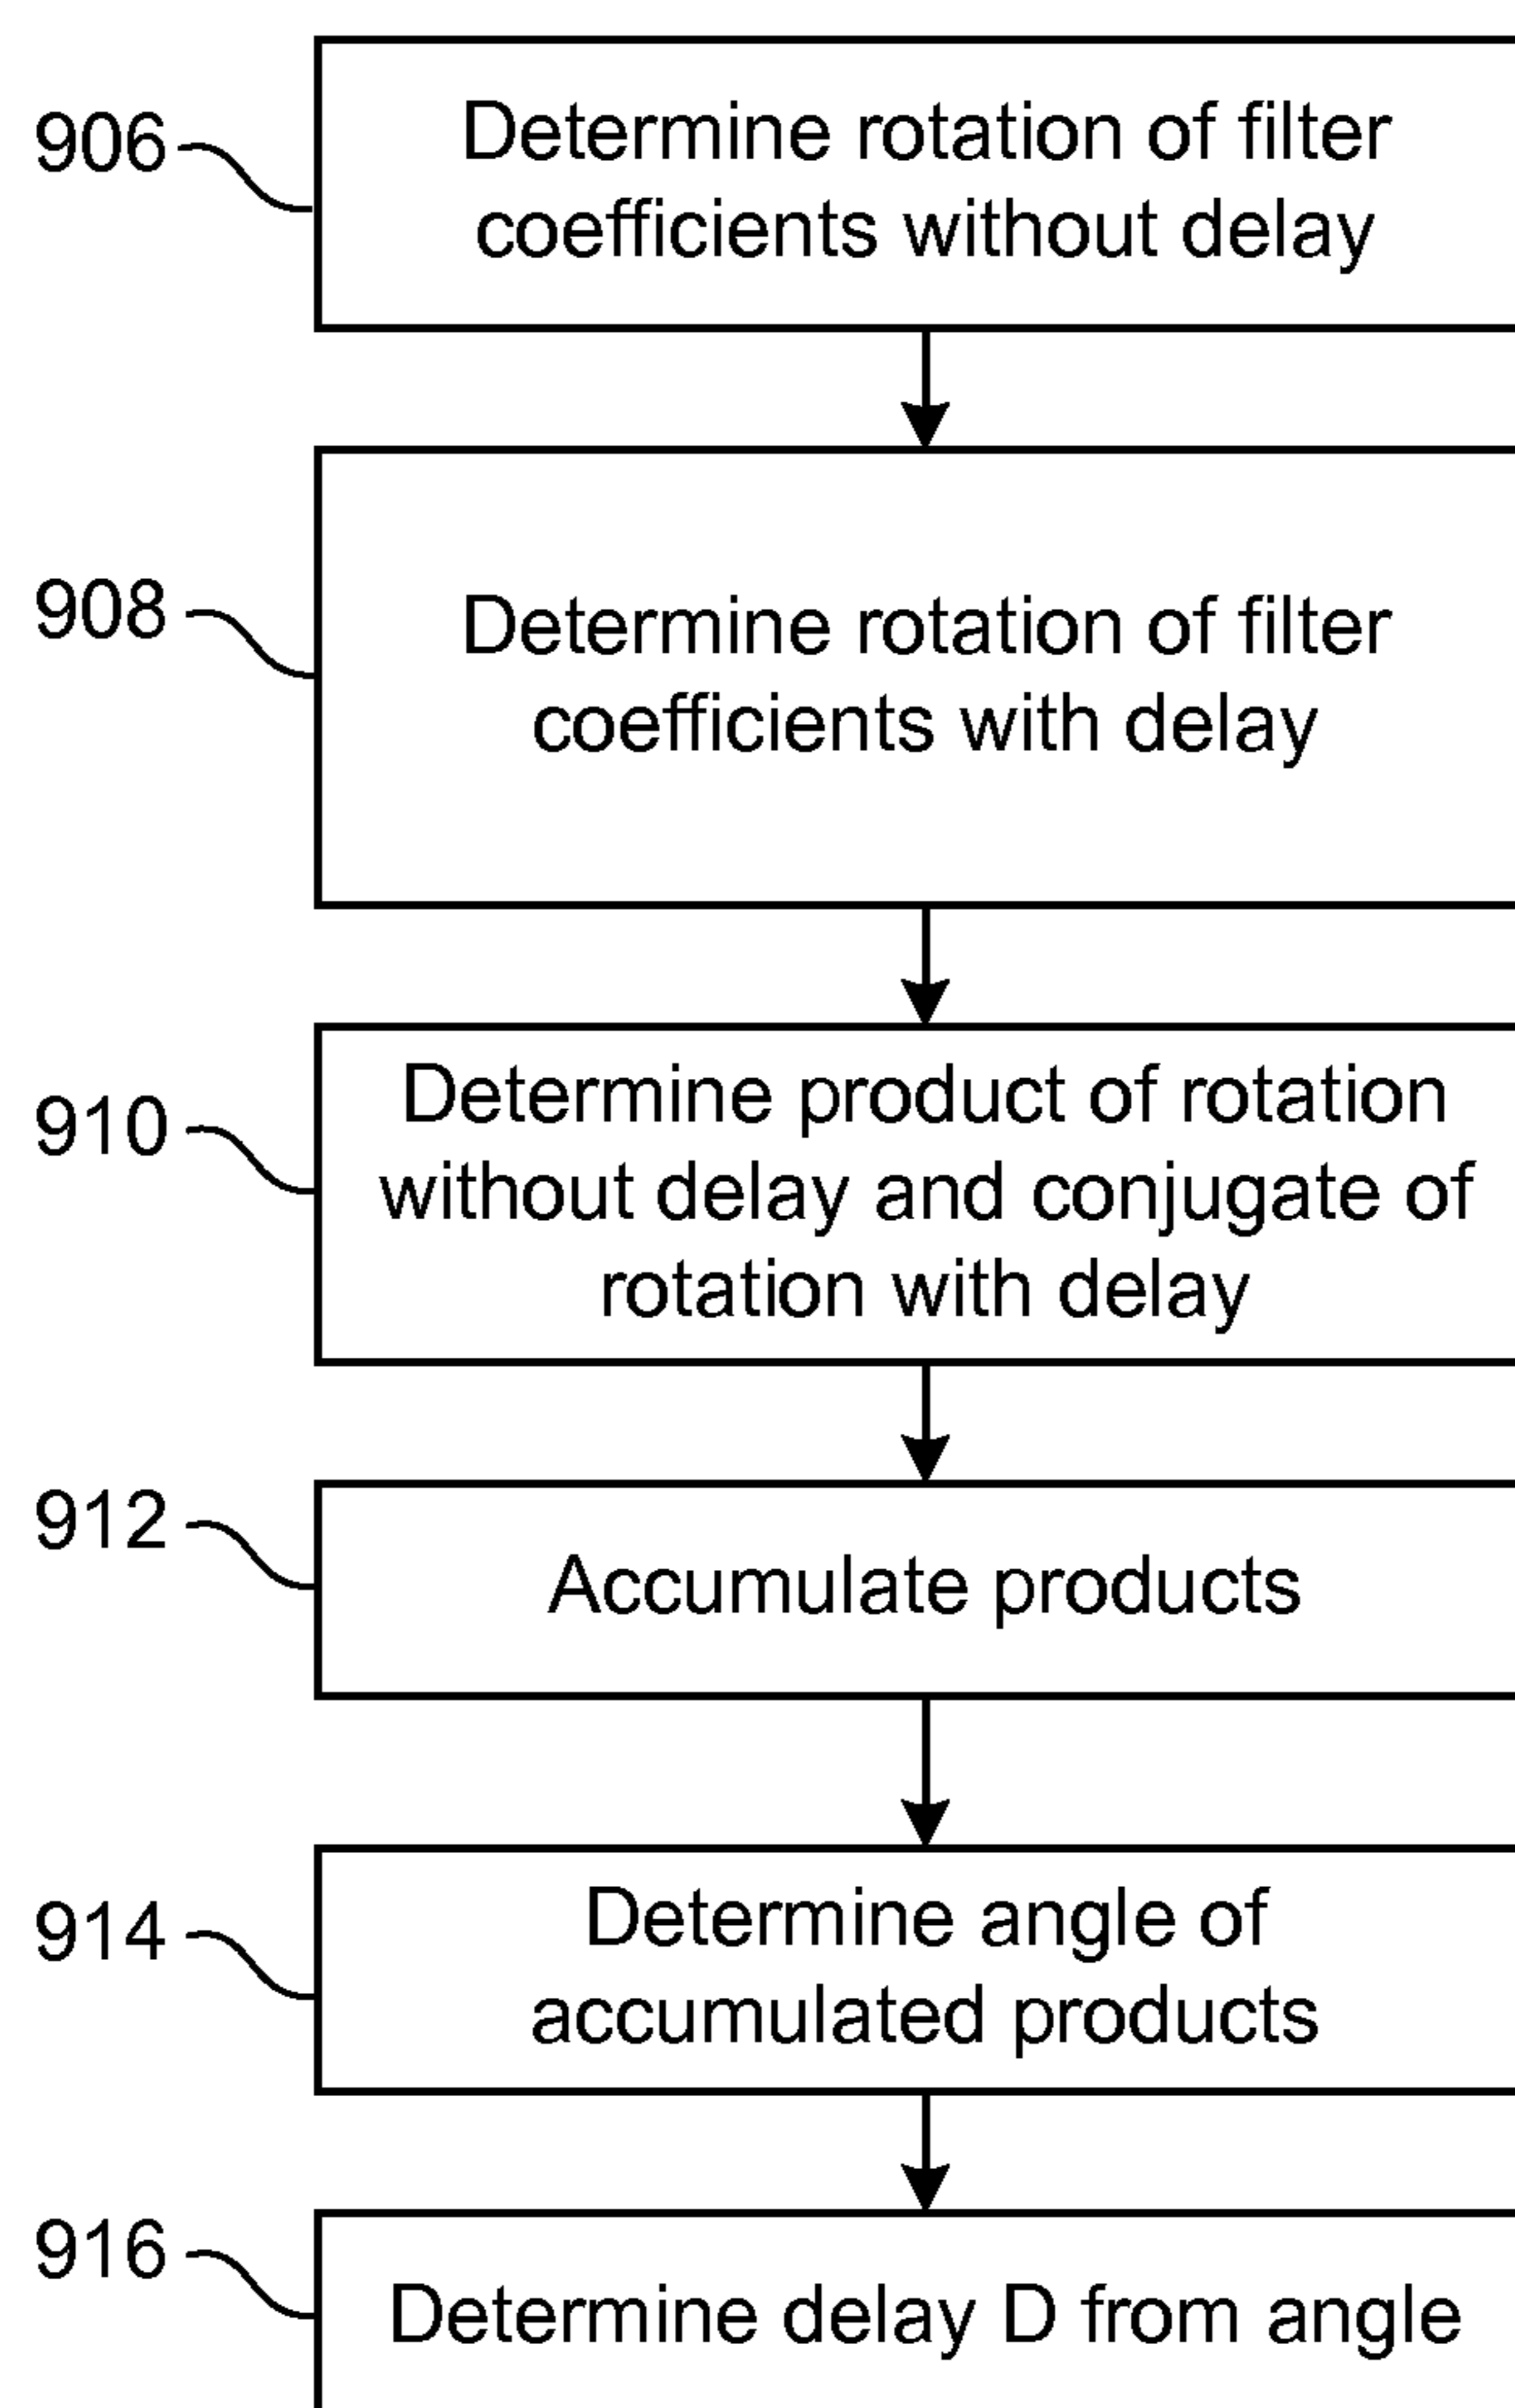 906
Determine rotation of filter
coefficients without delay
908
Determine rotation of filter
coefficients with delay
910
Determine product of rotation
without delay and conjugate of
rotation with delay
912
Accumulate products
914
Determine angle of
accumulated products
916
Determine delay D from angle